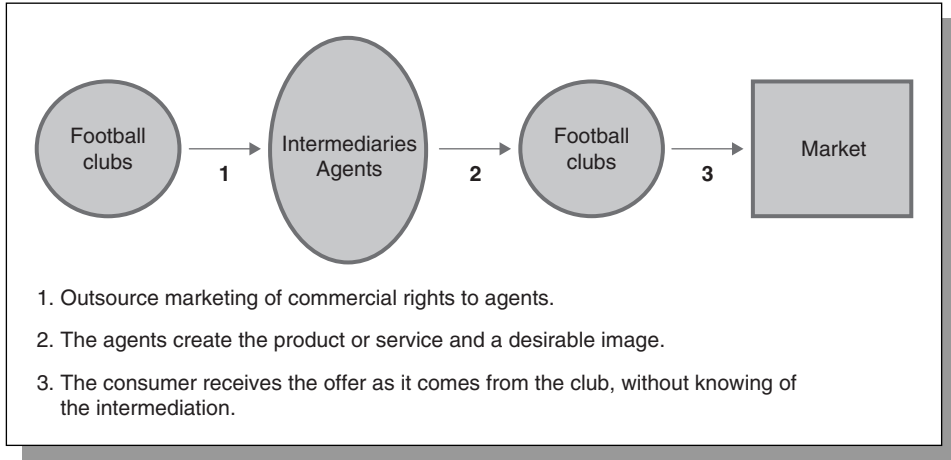 Football
clubs
Intermediaries
Agents
Football
clubs
Market
1
2
3
1. Outsource marketing of commercial rights to agents.
2. The agents create the product or service and a desirable image.
3. The consumer receives the offer as it comes from the club, without knowing of
the intermediation.